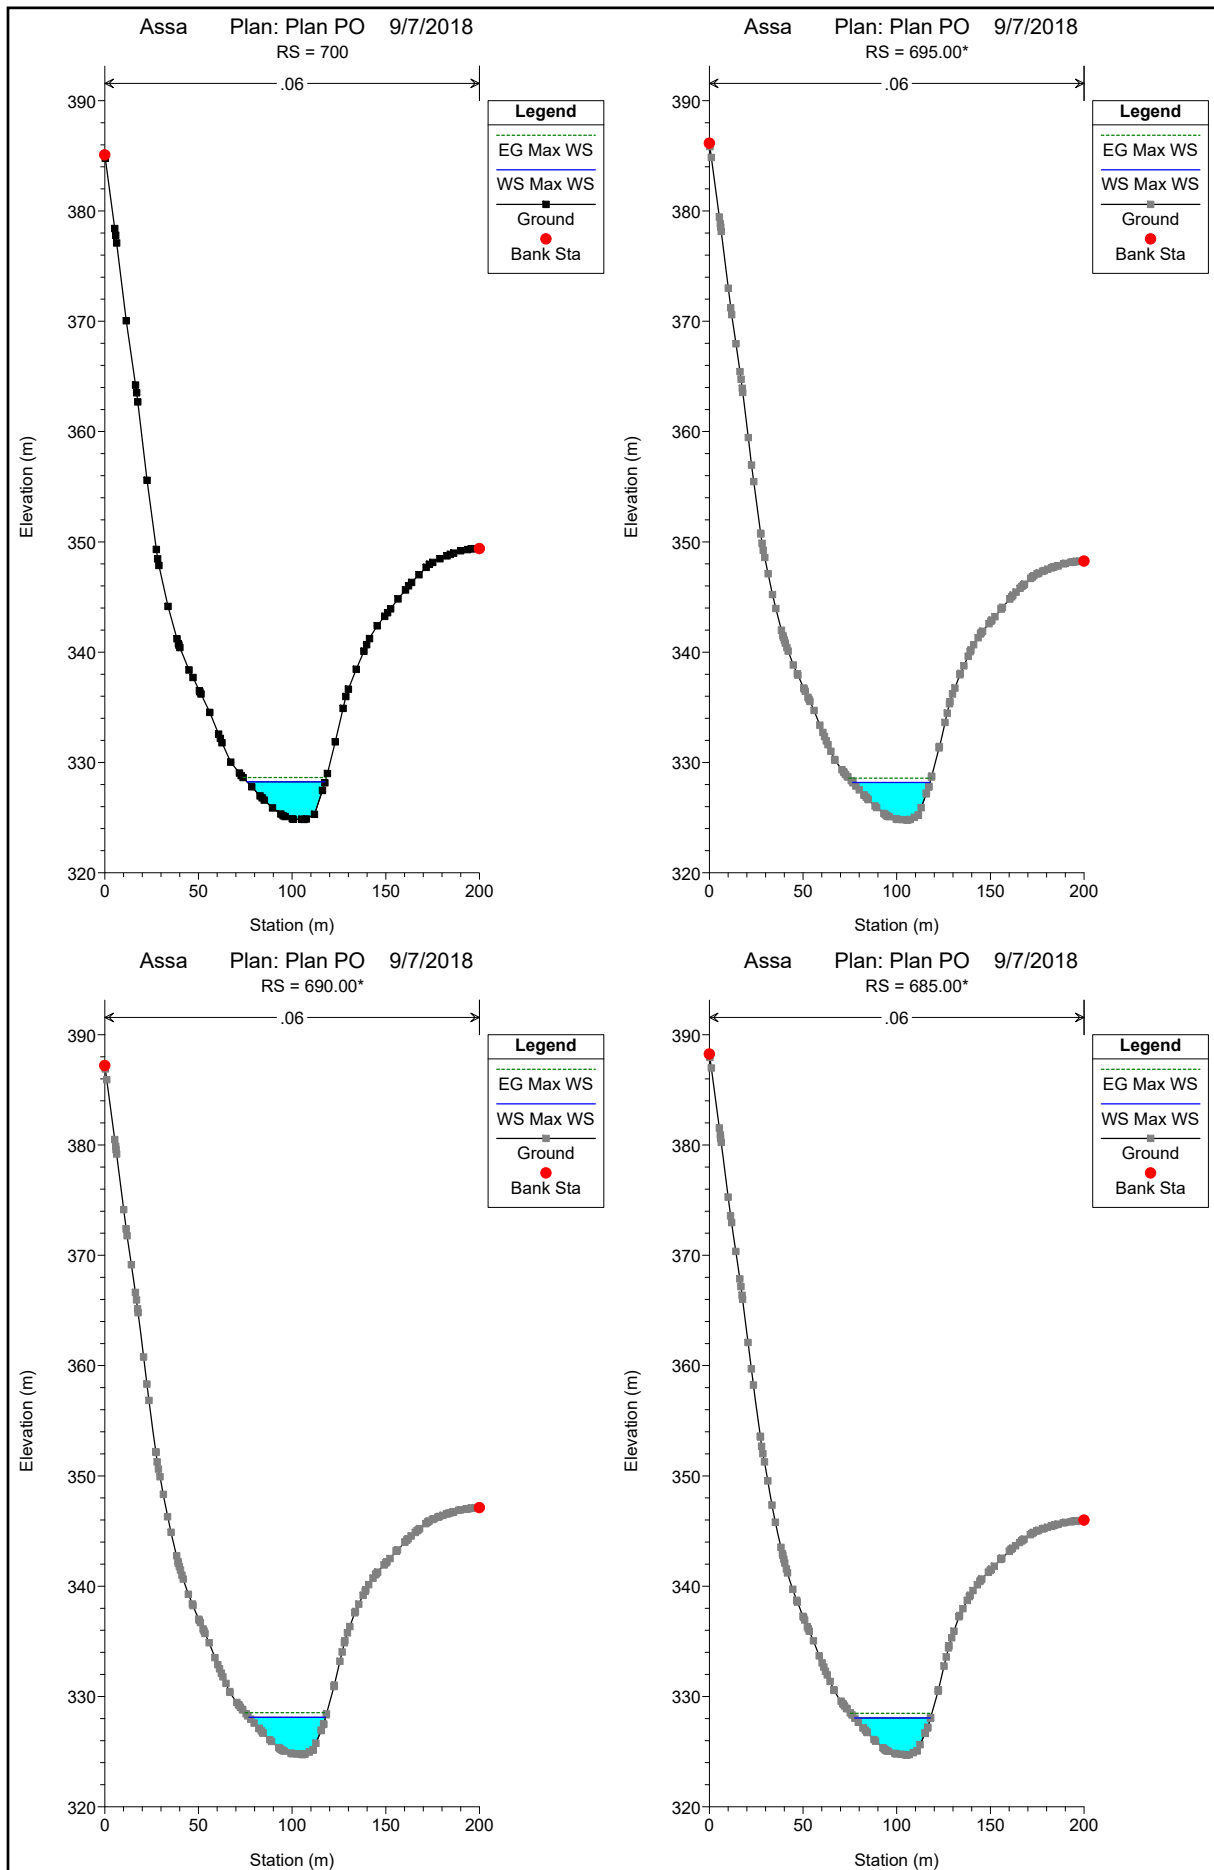 Assa Plan: Plan PO 9/7/2018
RS = 700
.06
Legend
EG Max WS
WS Max WS
Ground
Bank Sta
390
380
370
360
350
340
330
320
0 50 100 150 200
Elevation (m)
Station (m)
Assa Plan: Plan PO 9/7/2018
RS = 695.00*
.06
Legend
EG Max WS
WS Max WS
Ground
Bank Sta
390
380
370
360
350
340
330
320
0 50 100 150 200
Elevation (m)
Station (m)
Assa Plan: Plan PO 9/7/2018
RS = 690.00*
.06
Legend
EG Max WS
WS Max WS
Ground
Bank Sta
390
380
370
360
350
340
330
320
0 50 100 150 200
Elevation (m)
Station (m)
Assa Plan: Plan PO 9/7/2018
RS = 685.00*
.06
Legend
EG Max WS
WS Max WS
Ground
Bank Sta
390
380
370
360
350
340
330
320
0 50 100 150 200
Elevation (m)
Station (m)